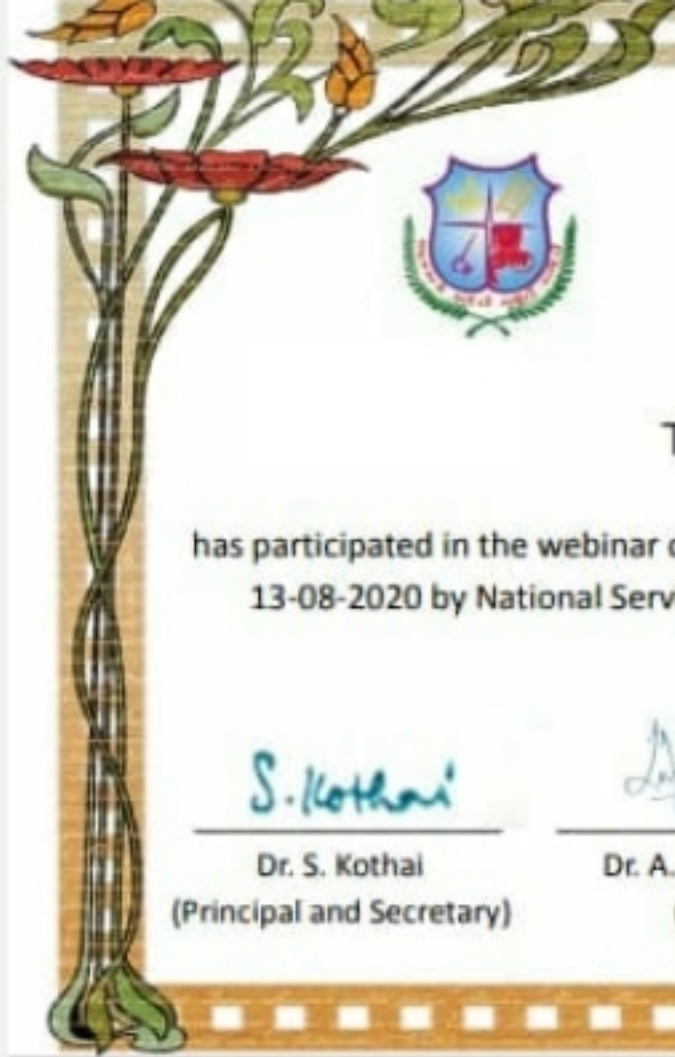 T
has participated in the webinar
13-08-2020 by National Serv
S. Kothai
Dr. S. Kothai
Dr. A.
(Principal and Secretary)